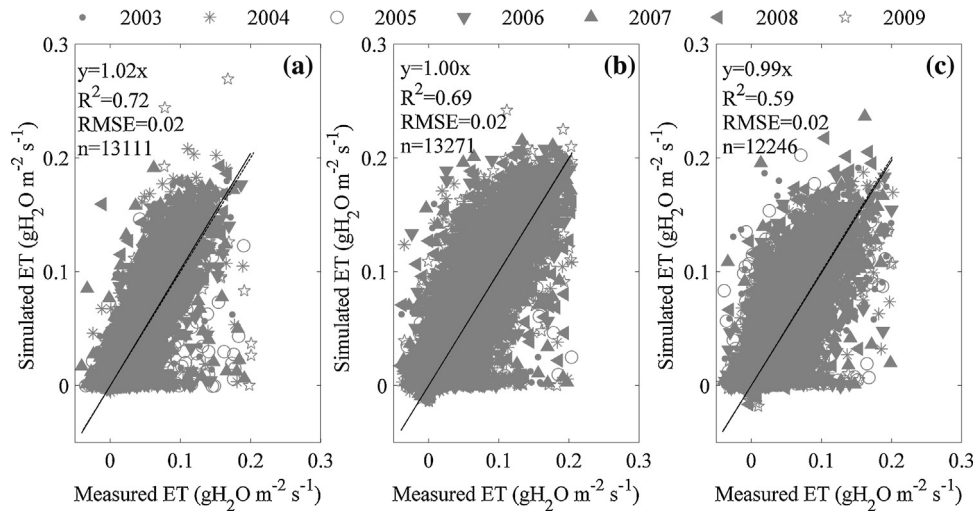 2003 2004 2005 2006 2007 2008 2009
(a)
y=1.02x
R²=0.72
RMSE=0.02
n=13111
Simulated ET (gH₂O m⁻² s⁻¹)
0.3
0.2
0.1
0
0 0.1 0.2 0.3
Measured ET (gH₂O m⁻² s⁻¹)
(b)
y=1.00x
R²=0.69
RMSE=0.02
n=13271
Simulated ET (gH₂O m⁻² s⁻¹)
0.3
0.2
0.1
0
0 0.1 0.2 0.3
Measured ET (gH₂O m⁻² s⁻¹)
(c)
y=0.99x
R²=0.59
RMSE=0.02
n=12246
Simulated ET (gH₂O m⁻² s⁻¹)
0.3
0.2
0.1
0
0 0.1 0.2 0.3
Measured ET (gH₂O m⁻² s⁻¹)